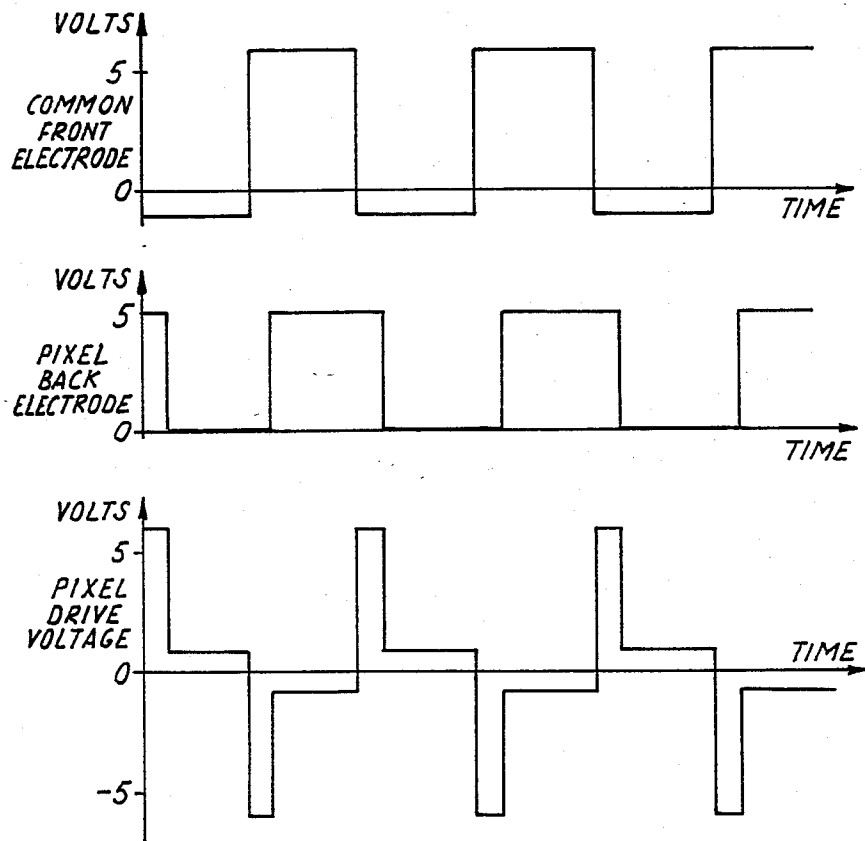 VOLTS
5
COMMON
FRONT
ELECTRODE
0
TIME
VOLTS
5
PIXEL
BACK
ELECTRODE
0
TIME
VOLTS
5
PIXEL
DRIVE
VOLTAGE
TIME
0
-5